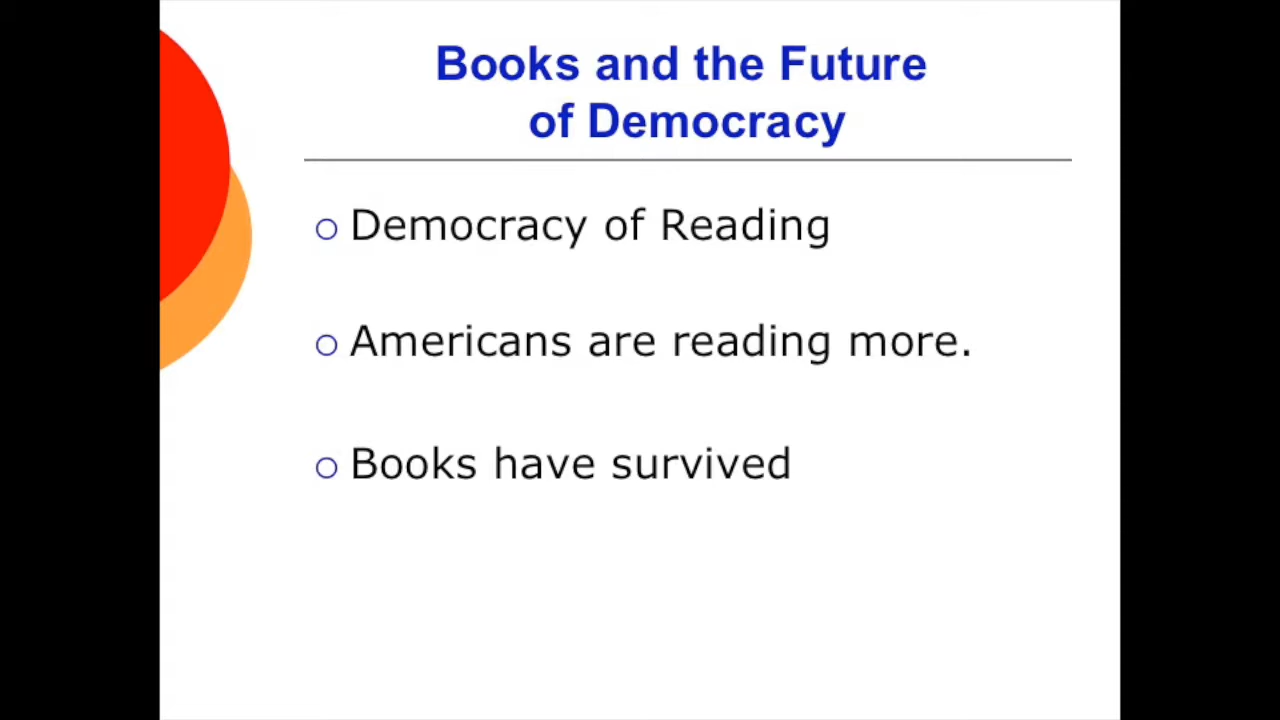 Books and the Future
of Democracy
Democracy of Reading
Americans are reading more.
Books have survived